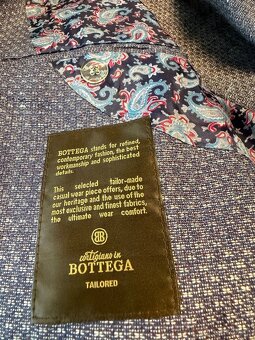 BOTTEGA stands for refined,
contemporary fashion, the best
workmanship and sophisticated
details.
This selected tailor-made
casual wear piece offers, due to
our heritage and the use of the
most exclusive and finest fabrics,
the ultimate wear comfort.
cortigiano in
BOTTEGA
TAILORED